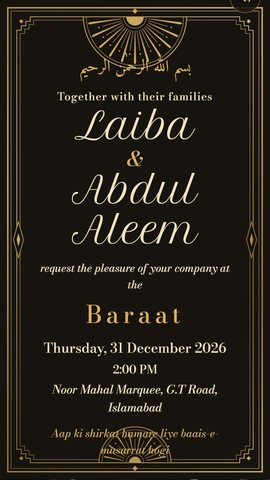 بسم الله الرحمن الرحيم
Together with their families
Laiba
&
Abdul
Aleem
request the pleasure of your company at
the
Baraat
Thursday, 31 December 2026
2:00 PM
Noor Mahal Marquee, G.T Road,
Islamabad
Aap ki shirkat humare liye baais-e-
musarrat hogi